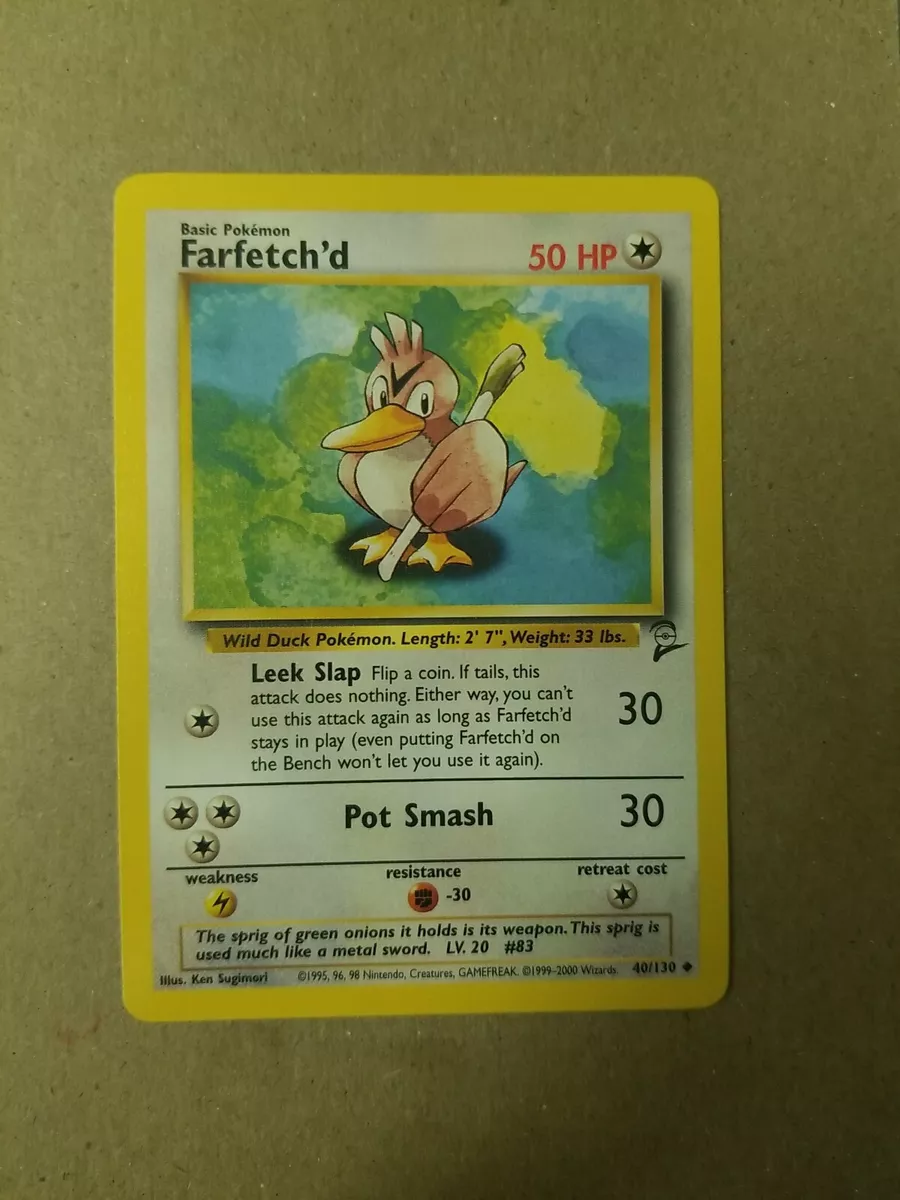 Basic Pokémon
Farfetch'd
50 HP
Wild Duck Pokémon. Length: 2' 7", Weight: 33 lbs.
Leek Slap Flip a coin. If tails, this
attack does nothing. Either way, you can't
use this attack again as long as Farfetch'd
stays in play (even putting Farfetch'd on
the Bench won't let you use it again).
30
Pot Smash
30
weakness
resistance
retreat cost
-30
The sprig of green onions it holds is its weapon. This sprig is
used much like a metal sword. LV. 20 #83
Illus. Ken Sugimori
©1995, 96, 98 Nintendo, Creatures, GAMEFREAK. ©1999-2000 Wizards.
40/130